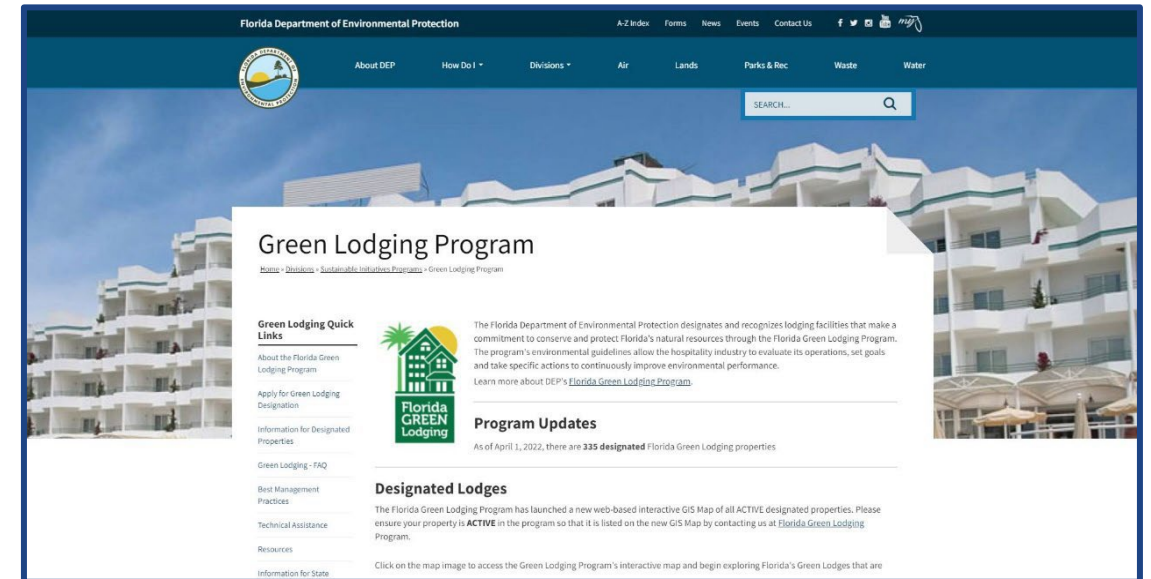 Florida Department of Environmental Protection
A-Z Index Forms News Events Contact Us
About DEP How Do I Divisions Air Lands Parks & Rec Waste Water
SEARCH...
Green Lodging Program
Home » Divisions » Sustainable Initiatives Programs » Green Lodging Program
Green Lodging Quick
Links
About the Florida Green
Lodging Program
Apply for Green Lodging
Designation
Information for Designated
Properties
Green Lodging - FAQ
Best Management
Practices
Technical Assistance
Resources
Information for State
Florida
GREEN
Lodging
The Florida Department of Environmental Protection designates and recognizes lodging facilities that make a
commitment to conserve and protect Florida's natural resources through the Florida Green Lodging Program.
The program's environmental guidelines allow the hospitality industry to evaluate its operations, set goals
and take specific actions to continuously improve environmental performance.
Learn more about DEP's Florida Green Lodging Program.
Program Updates
As of April 1, 2022, there are 335 designated Florida Green Lodging properties
Designated Lodges
The Florida Green Lodging Program has launched a new web-based interactive GIS Map of all ACTIVE designated properties. Please
ensure your property is ACTIVE in the program so that it is listed on the new GIS Map by contacting us at Florida Green Lodging
Program.
Click on the map image to access the Green Lodging Program's interactive map and begin exploring Florida's Green Lodges that are